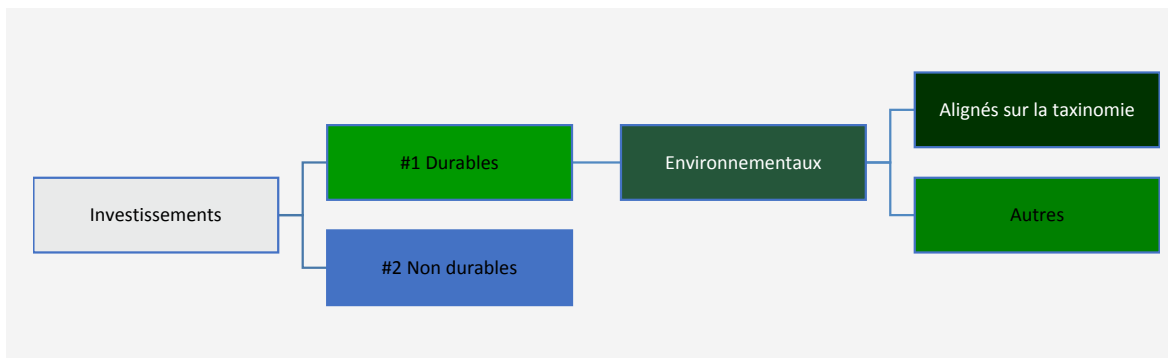 Investissements
#1 Durables
#2 Non durables
Environnementaux
Alignés sur la taxinomie
Autres